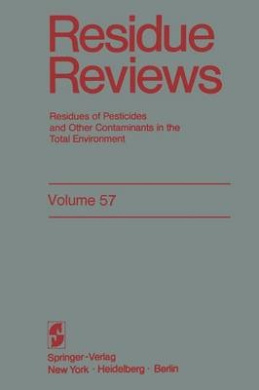 Residue
Reviews
Residues of Pesticides
and Other Contaminants in the
Total Environment
Volume 57
Springer-Verlag
New York · Heidelberg · Berlin